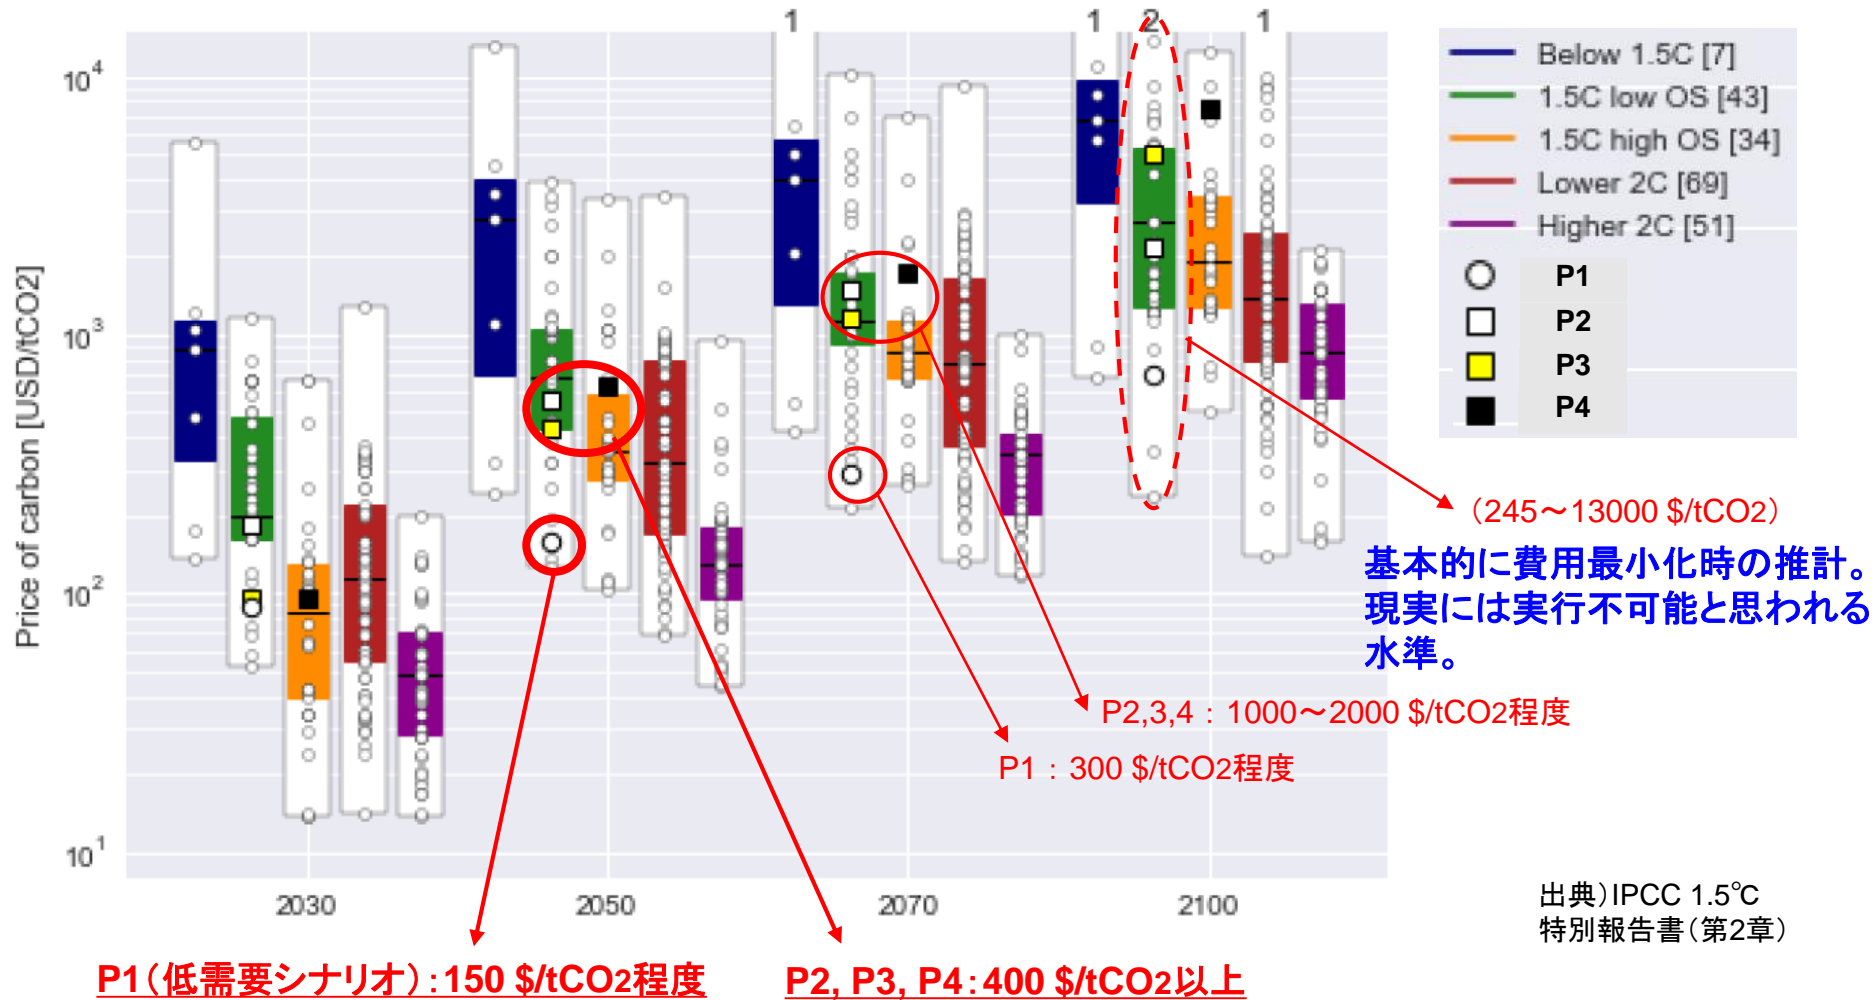 1
1
2
1
10^4
10^3
10^2
10^1
Price of carbon [USD/tCO2]
2030
2050
2070
2100
Below 1.5C [7]
1.5C low OS [43]
1.5C high OS [34]
Lower 2C [69]
Higher 2C [51]
P1
P2
P3
P4
（245～13000 $/tCO2）
基本的に費用最小化時の推計。
現実には実行不可能と思われる
水準。
P2,3,4：1000～2000 $/tCO2程度
P1：300 $/tCO2程度
出典）IPCC 1.5℃
特別報告書（第2章）
P1（低需要シナリオ）：150 $/tCO2程度
P2, P3, P4：400 $/tCO2以上